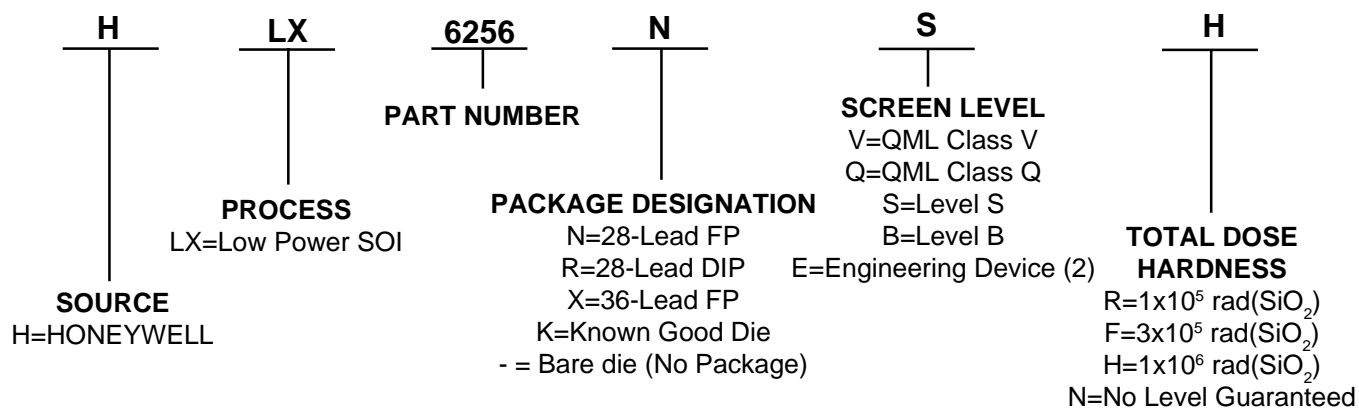 H LX 6256 N S H
PART NUMBER
SCREEN LEVEL
V=QML Class V
Q=QML Class Q
S=Level S
B=Level B
E=Engineering Device (2)
PROCESS
LX=Low Power SOI
PACKAGE DESIGNATION
N=28-Lead FP
R=28-Lead DIP
X=36-Lead FP
K=Known Good Die
- = Bare die (No Package)
TOTAL DOSE
HARDNESS
R=1x10⁵ rad(SiO₂)
F=3x10⁵ rad(SiO₂)
H=1x10⁶ rad(SiO₂)
N=No Level Guaranteed
SOURCE
H=HONEYWELL